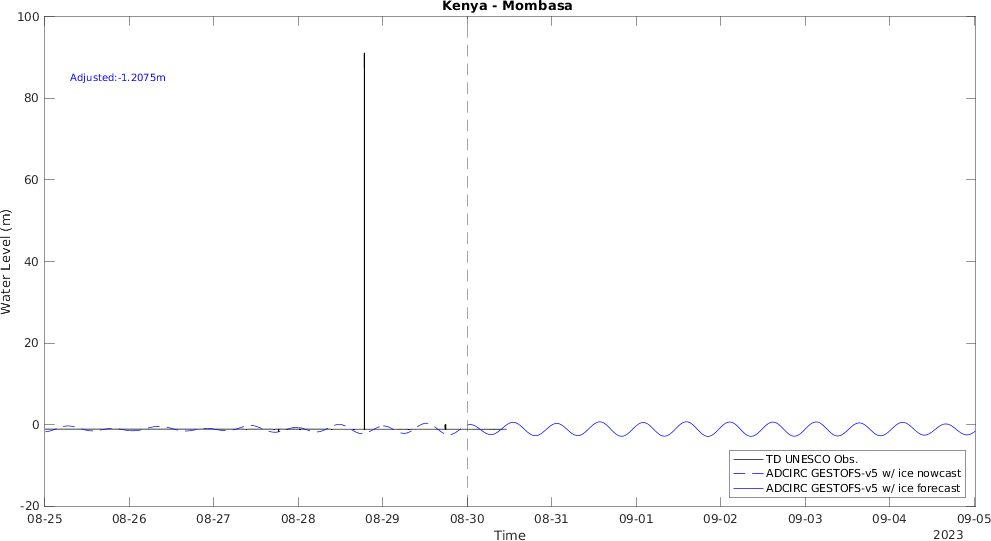 Kenya - Mombasa
100
80
60
40
20
0
-20
Water Level (m)
Adjusted:-1.2075m
TD UNESCO Obs.
ADCIRC GESTOFS-v5 w/ ice nowcast
ADCIRC GESTOFS-v5 w/ ice forecast
08-25 08-26 08-27 08-28 08-29 08-30 08-31 09-01 09-02 09-03 09-04 09-05
Time
2023